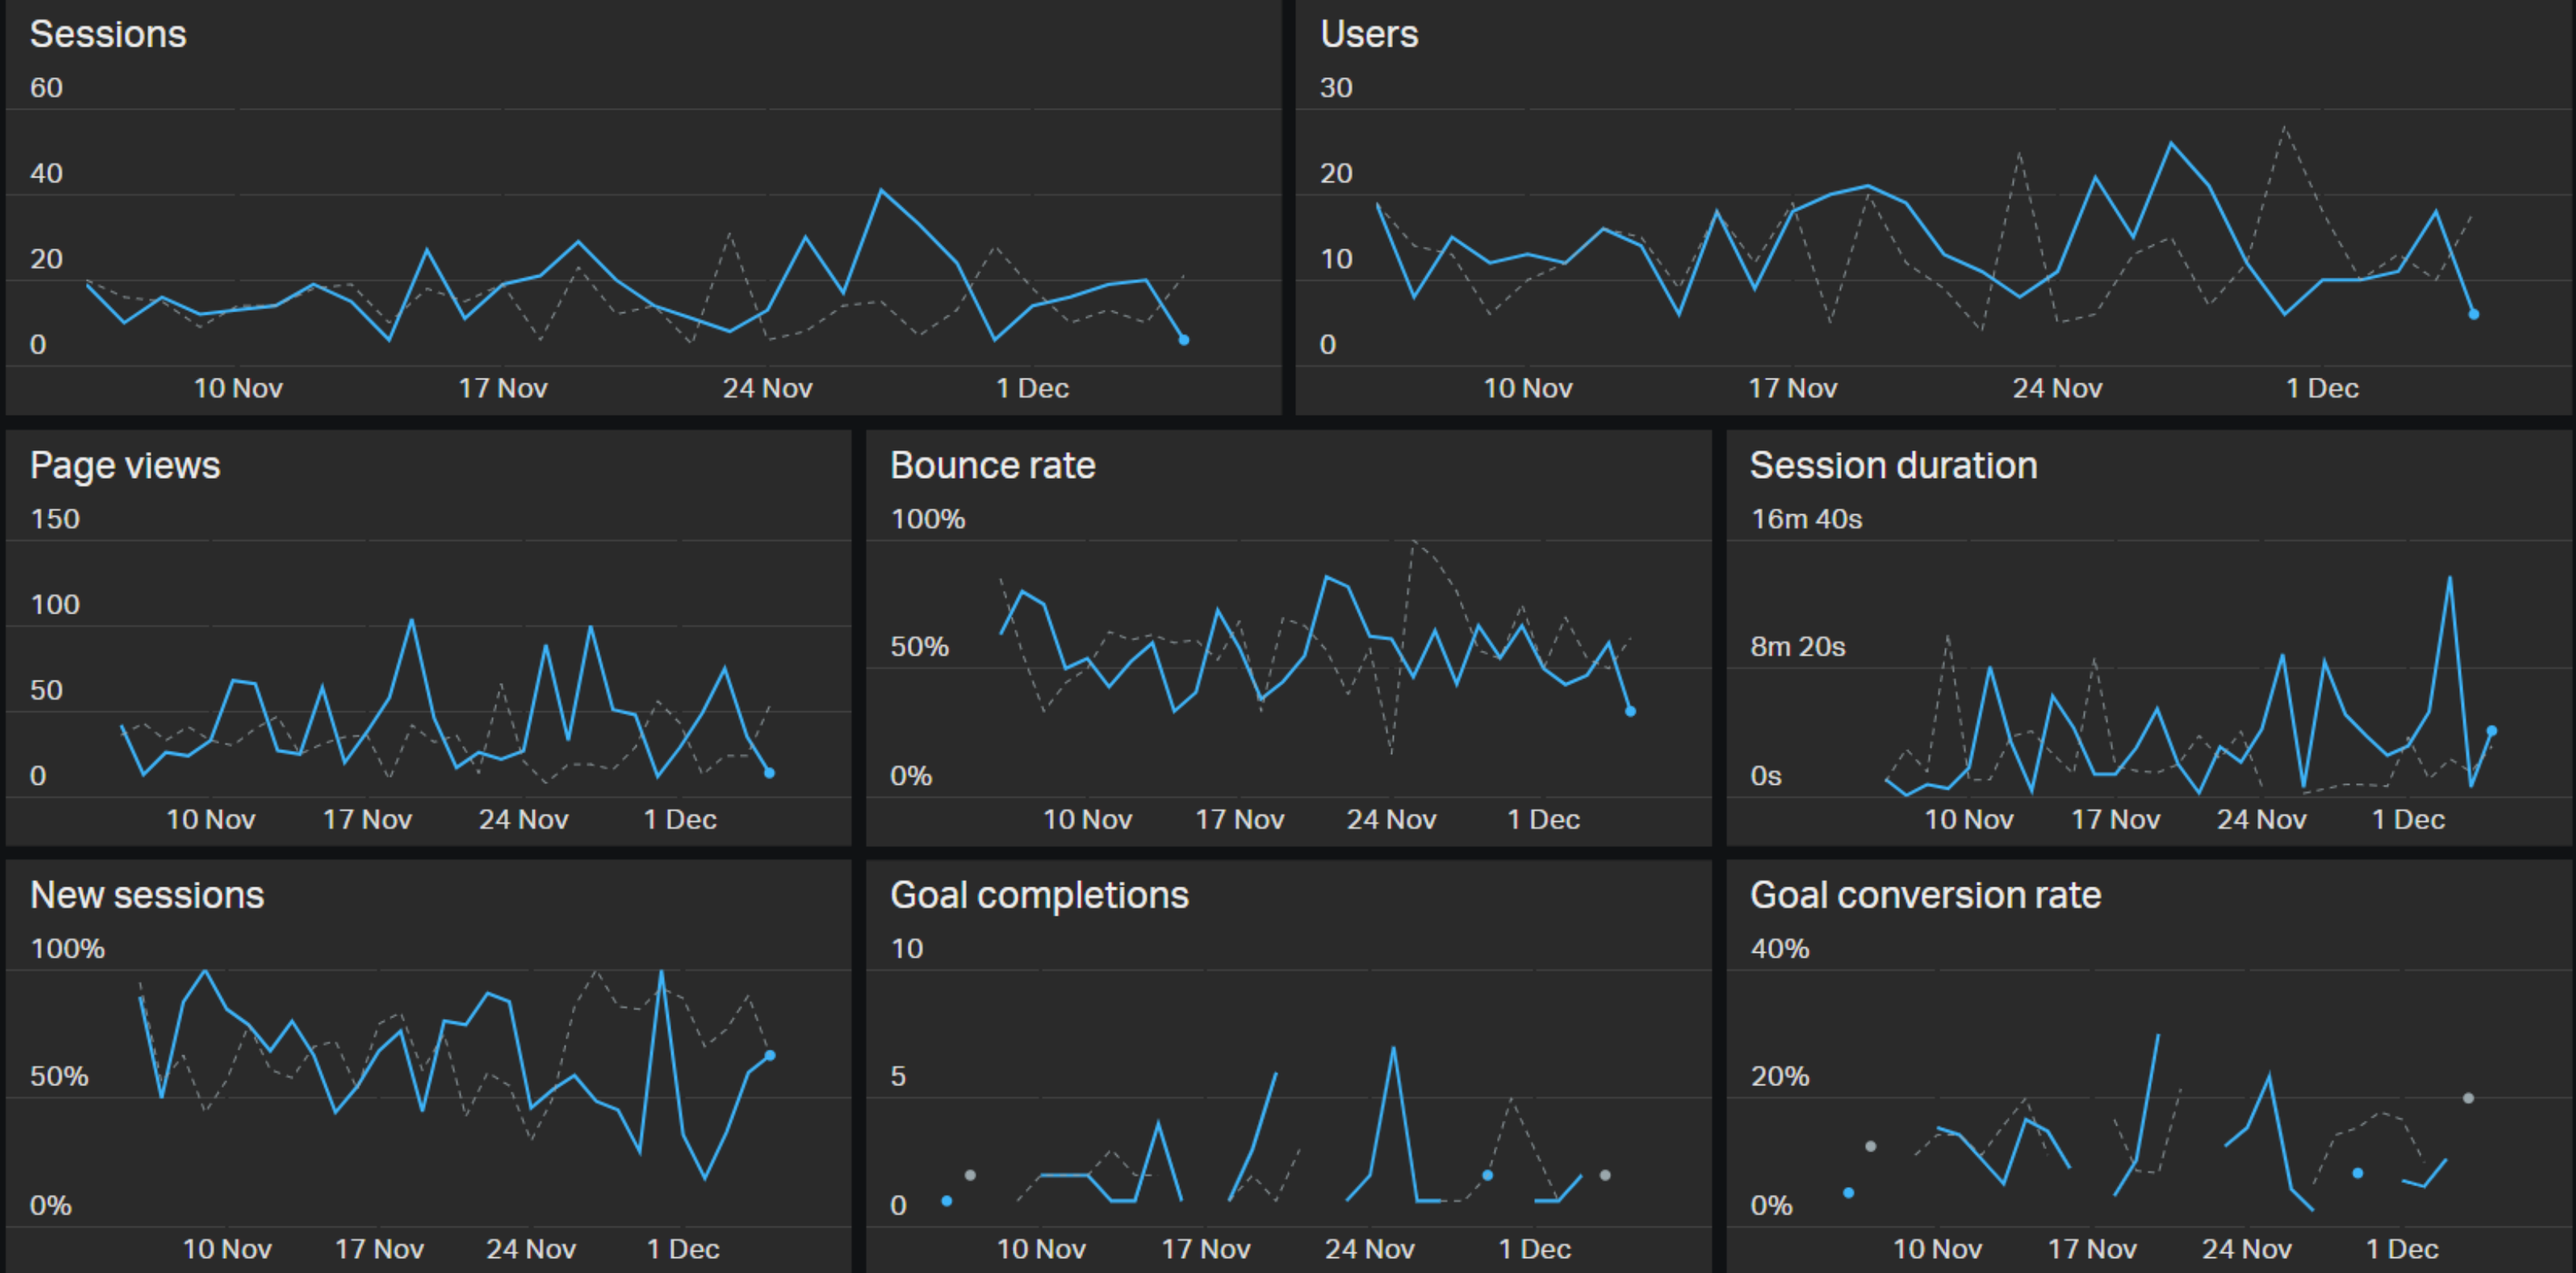 Sessions
60
40
20
0
10 Nov 17 Nov 24 Nov 1 Dec
Users
30
20
10
0
10 Nov 17 Nov 24 Nov 1 Dec
Page views
150
100
50
0
10 Nov 17 Nov 24 Nov 1 Dec
Bounce rate
100%
50%
0%
10 Nov 17 Nov 24 Nov 1 Dec
Session duration
16m 40s
8m 20s
0s
10 Nov 17 Nov 24 Nov 1 Dec
New sessions
100%
50%
0%
10 Nov 17 Nov 24 Nov 1 Dec
Goal completions
10
5
0
10 Nov 17 Nov 24 Nov 1 Dec
Goal conversion rate
40%
20%
0%
10 Nov 17 Nov 24 Nov 1 Dec